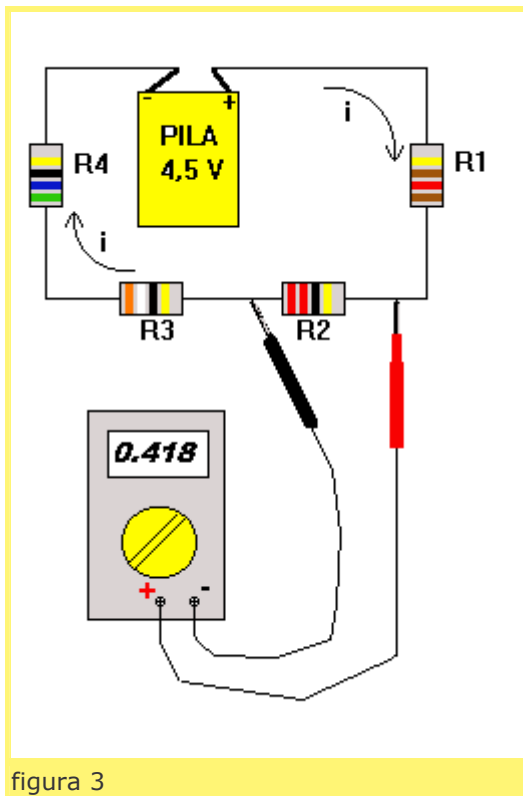 - +
PILA
4,5 V
i
R4
R1
i
R3
R2
0.418
+ -
figura 3